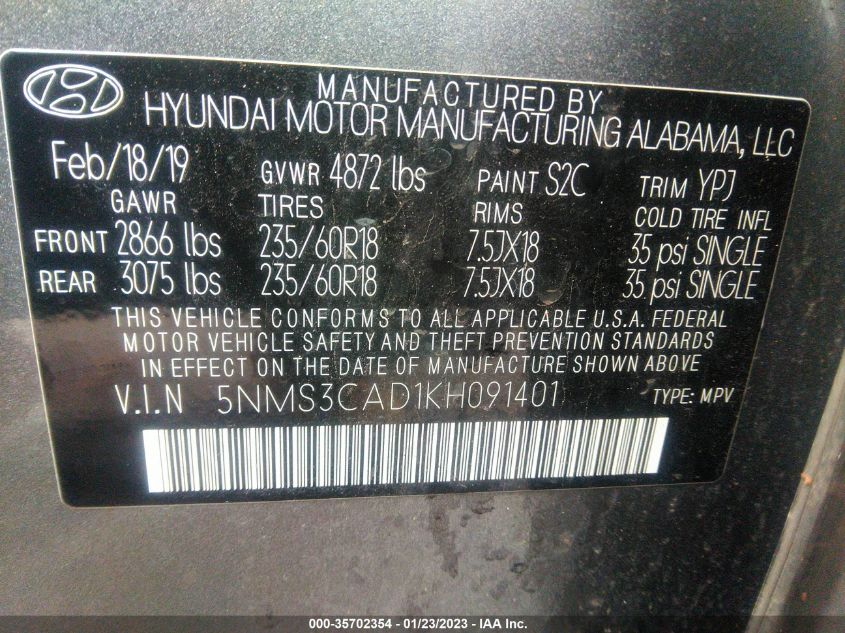 MANUFACTURED BY
HYUNDAI MOTOR MANUFACTURING ALABAMA, LLC
Feb/18/19 GVWR 4872 lbs PAINT S2C TRIM YPJ
GAWR TIRES RIMS COLD TIRE INFL
FRONT 2866 lbs 235/60R18 7.5JX18 35 psi SINGLE
REAR 3075 lbs 235/60R18 7.5JX18 35 psi SINGLE
THIS VEHICLE CONFORMS TO ALL APPLICABLE U.S.A. FEDERAL
MOTOR VEHICLE SAFETY AND THEFT PREVENTION STANDARDS
IN EFFECT ON THE DATE OF MANUFACTURE SHOWN ABOVE
V.I.N 5NMS3CAD1KH091401 TYPE: MPV
000-35702354 - 01/23/2023 - IAA Inc.